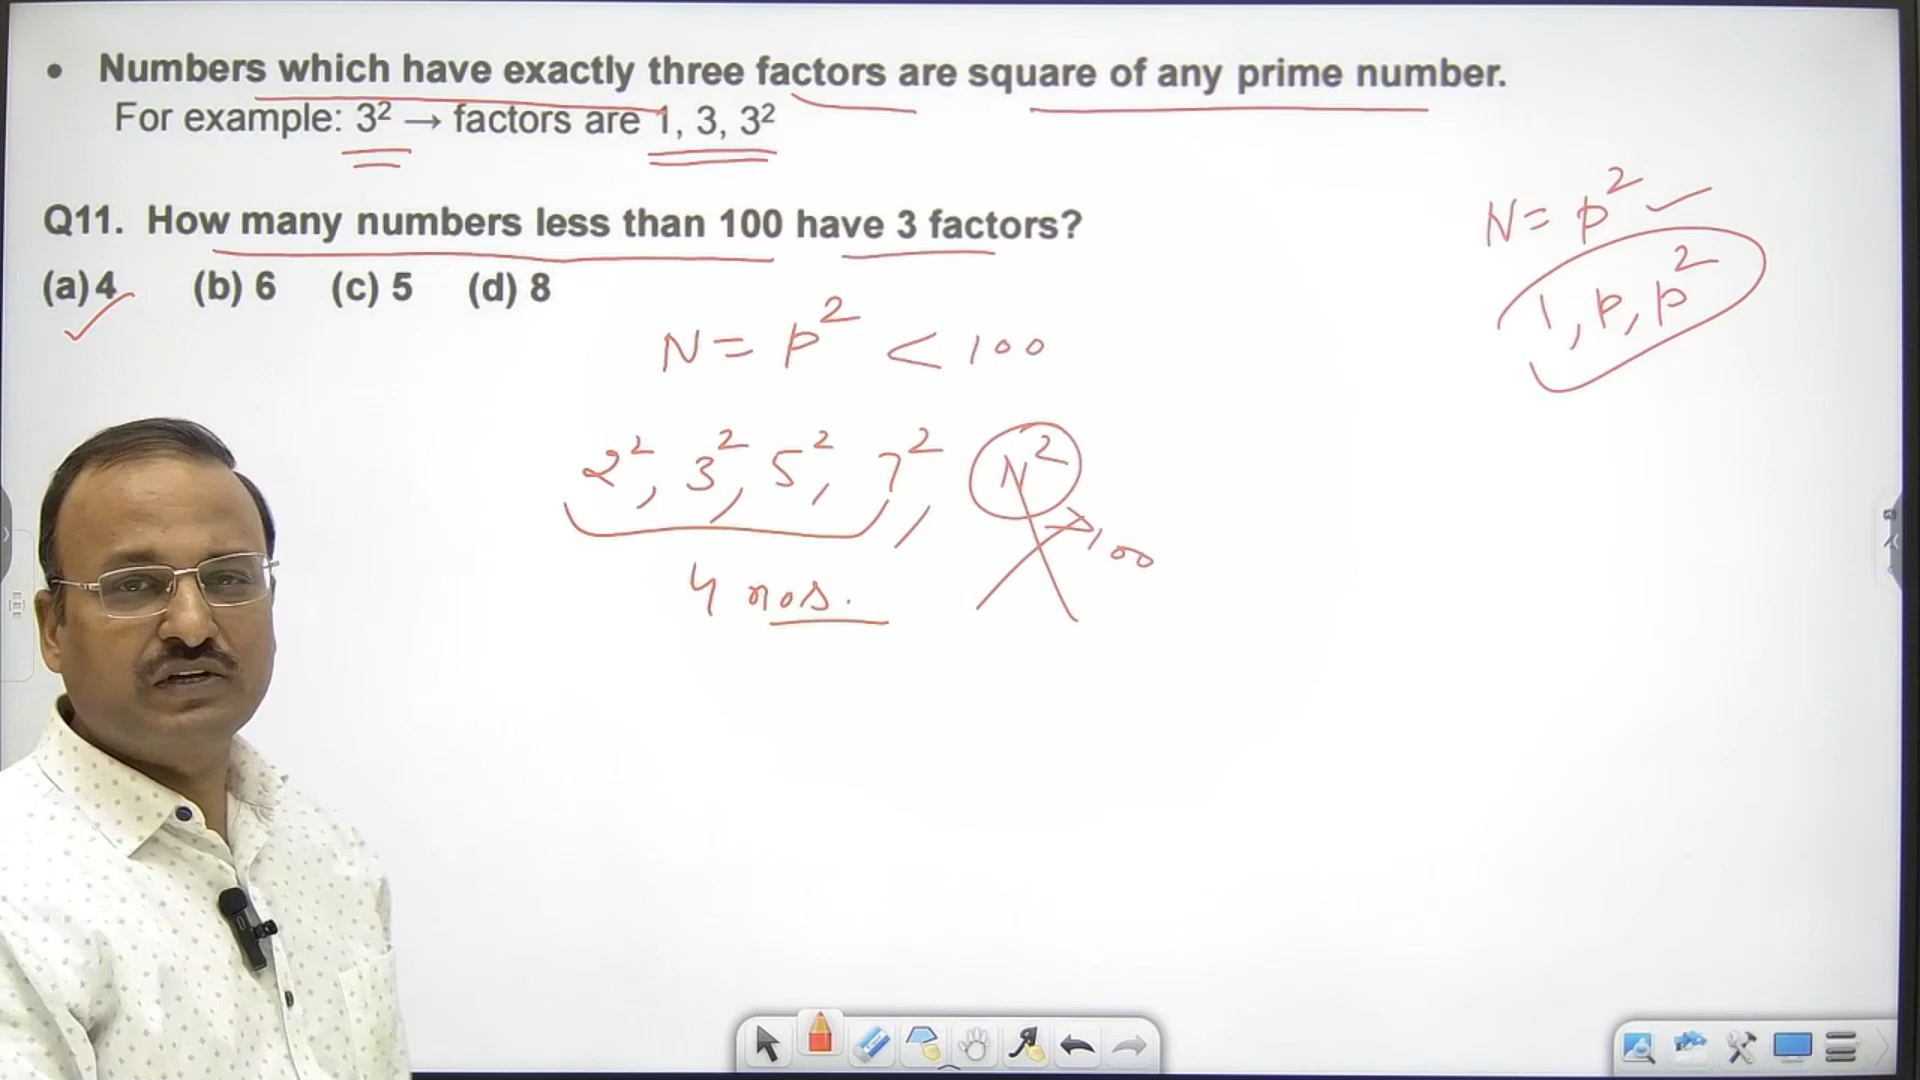 • Numbers which have exactly three factors are square of any prime number.
For example: 3² → factors are 1, 3, 3²
N = p²
1, p, p²
Q11. How many numbers less than 100 have 3 factors?
(a) 4 (b) 6 (c) 5 (d) 8
N = p² < 100
2², 3², 5², 7²,
>100
4 nos.